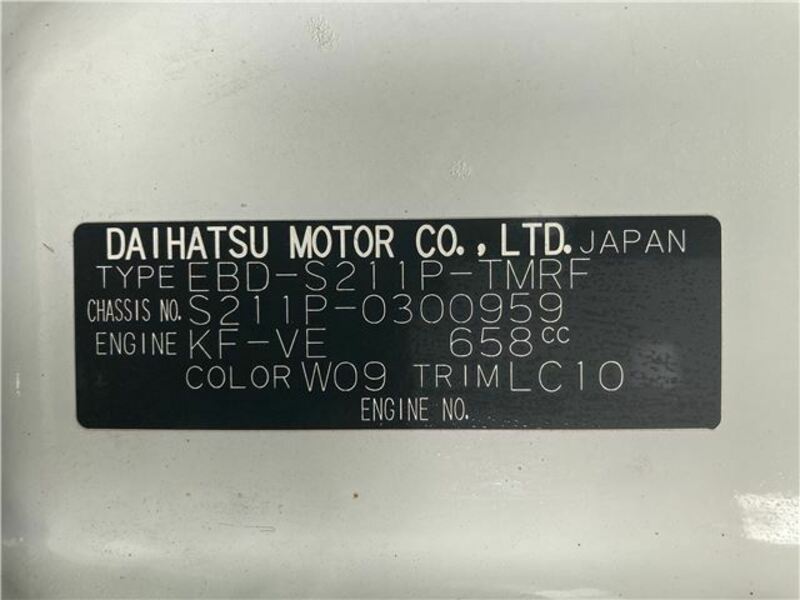 DAIHATSU MOTOR CO., LTD. JAPAN
TYPE EBD-S211P-TMRF
CHASSIS NO. S211P-0300959
ENGINE KF-VE 658cc
COLOR W09 TRIM LC10
ENGINE NO.